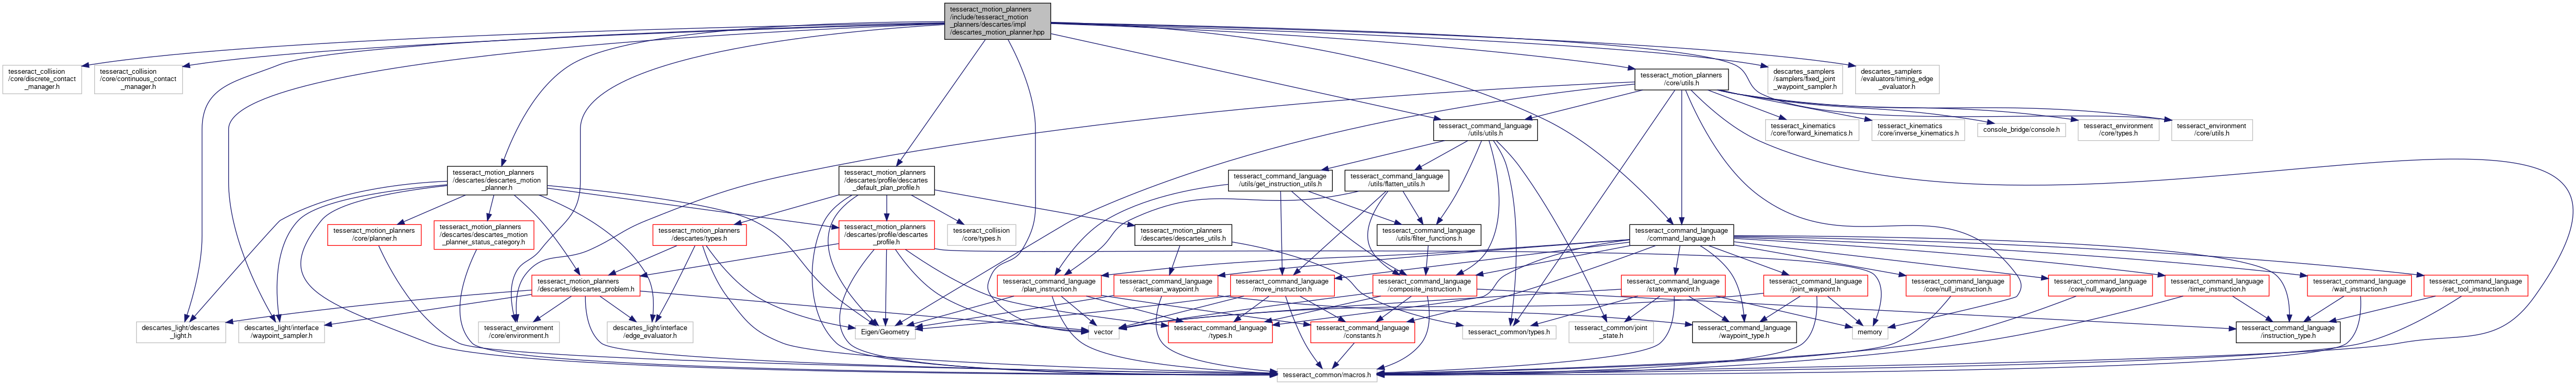 tesseract_motion_planners
/include/tesseract_motion
_planners/descartes/impl
/descartes_motion_planner.hpp
tesseract_collision
/core/discrete_contact
_manager.h
tesseract_collision
/core/continuous_contact
_manager.h
tesseract_motion_planners
/core/utils.h
descartes_samplers
/samplers/fixed_joint
_waypoint_sampler.h
descartes_samplers
/evaluators/timing_edge
_evaluator.h
tesseract_command_language
/utils/utils.h
tesseract_kinematics
/core/forward_kinematics.h
tesseract_kinematics
/core/inverse_kinematics.h
console_bridge/console.h
tesseract_environment
/core/types.h
tesseract_environment
/core/utils.h
tesseract_motion_planners
/descartes/descartes_motion
_planner.h
tesseract_motion_planners
/descartes/profile/descartes
_default_plan_profile.h
tesseract_command_language
/utils/get_instruction_utils.h
tesseract_command_language
/utils/flatten_utils.h
tesseract_motion_planners
/core/planner.h
tesseract_motion_planners
/descartes/descartes_motion
_planner_status_category.h
tesseract_motion_planners
/descartes/types.h
tesseract_motion_planners
/descartes/profile/descartes
_profile.h
tesseract_collision
/core/types.h
tesseract_motion_planners
/descartes/descartes_utils.h
tesseract_command_language
/utils/filter_functions.h
tesseract_command_language
/command_language.h
tesseract_motion_planners
/descartes/descartes_problem.h
tesseract_command_language
/plan_instruction.h
tesseract_command_language
/cartesian_waypoint.h
tesseract_command_language
/move_instruction.h
tesseract_command_language
/composite_instruction.h
tesseract_command_language
/state_waypoint.h
tesseract_command_language
/joint_waypoint.h
tesseract_command_language
/core/null_instruction.h
tesseract_command_language
/core/null_waypoint.h
tesseract_command_language
/timer_instruction.h
tesseract_command_language
/wait_instruction.h
tesseract_command_language
/set_tool_instruction.h
descartes_light/descartes
_light.h
descartes_light/interface
/waypoint_sampler.h
tesseract_environment
/core/environment.h
descartes_light/interface
/edge_evaluator.h
Eigen/Geometry
vector
tesseract_command_language
/types.h
tesseract_command_language
/constants.h
tesseract_common/types.h
tesseract_common/joint
_state.h
tesseract_command_language
/waypoint_type.h
memory
tesseract_command_language
/instruction_type.h
tesseract_common/macros.h